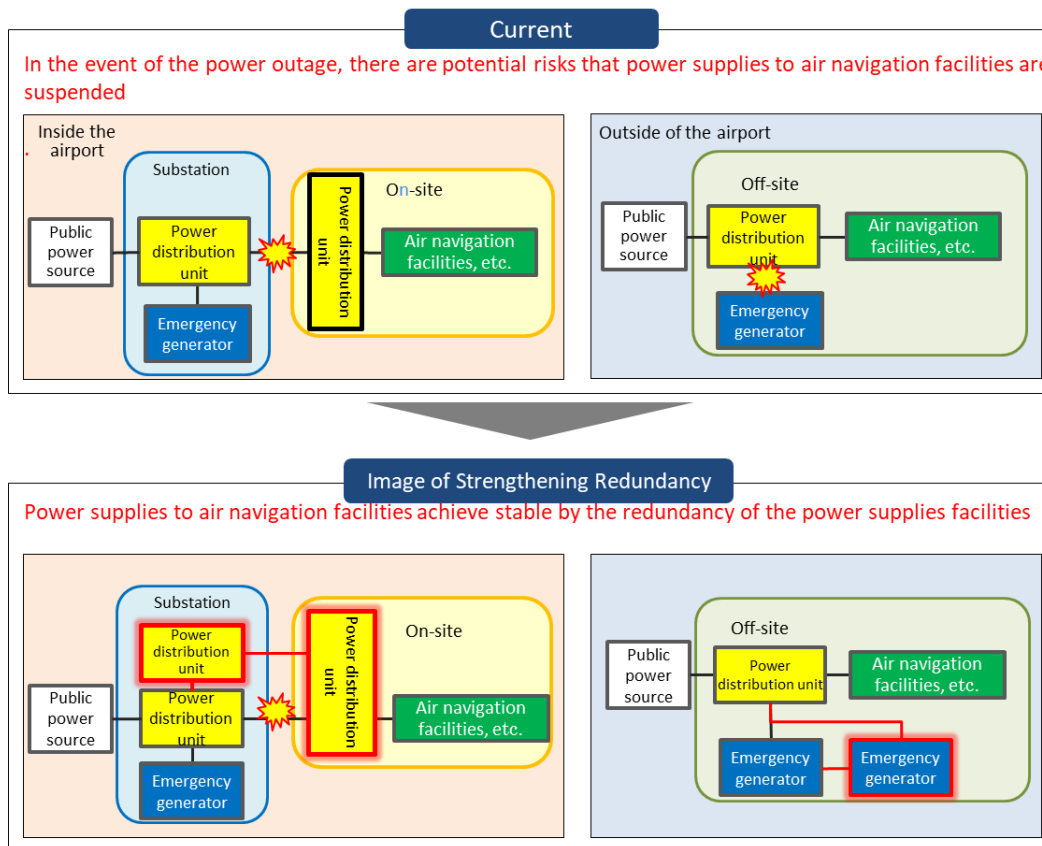 Current
In the event of the power outage, there are potential risks that power supplies to air navigation facilities are
suspended
Inside the
airport
Substation
On-site
Public
power
source
Power
distribution
unit
Emergency
generator
Power distribution
unit
Air navigation
facilities, etc.
Outside of the airport
Off-site
Public
power
source
Power
distribution
unit
Emergency
generator
Air navigation
facilities, etc.
Image of Strengthening Redundancy
Power supplies to air navigation facilities achieve stable by the redundancy of the power supplies facilities
Substation
On-site
Power
distribution
unit
Public
power
source
Power
distribution
unit
Emergency
generator
Power distribution
unit
Air navigation
facilities, etc.
Off-site
Public
power
source
Power
distribution unit
Air navigation
facilities, etc.
Emergency
generator
Emergency
generator